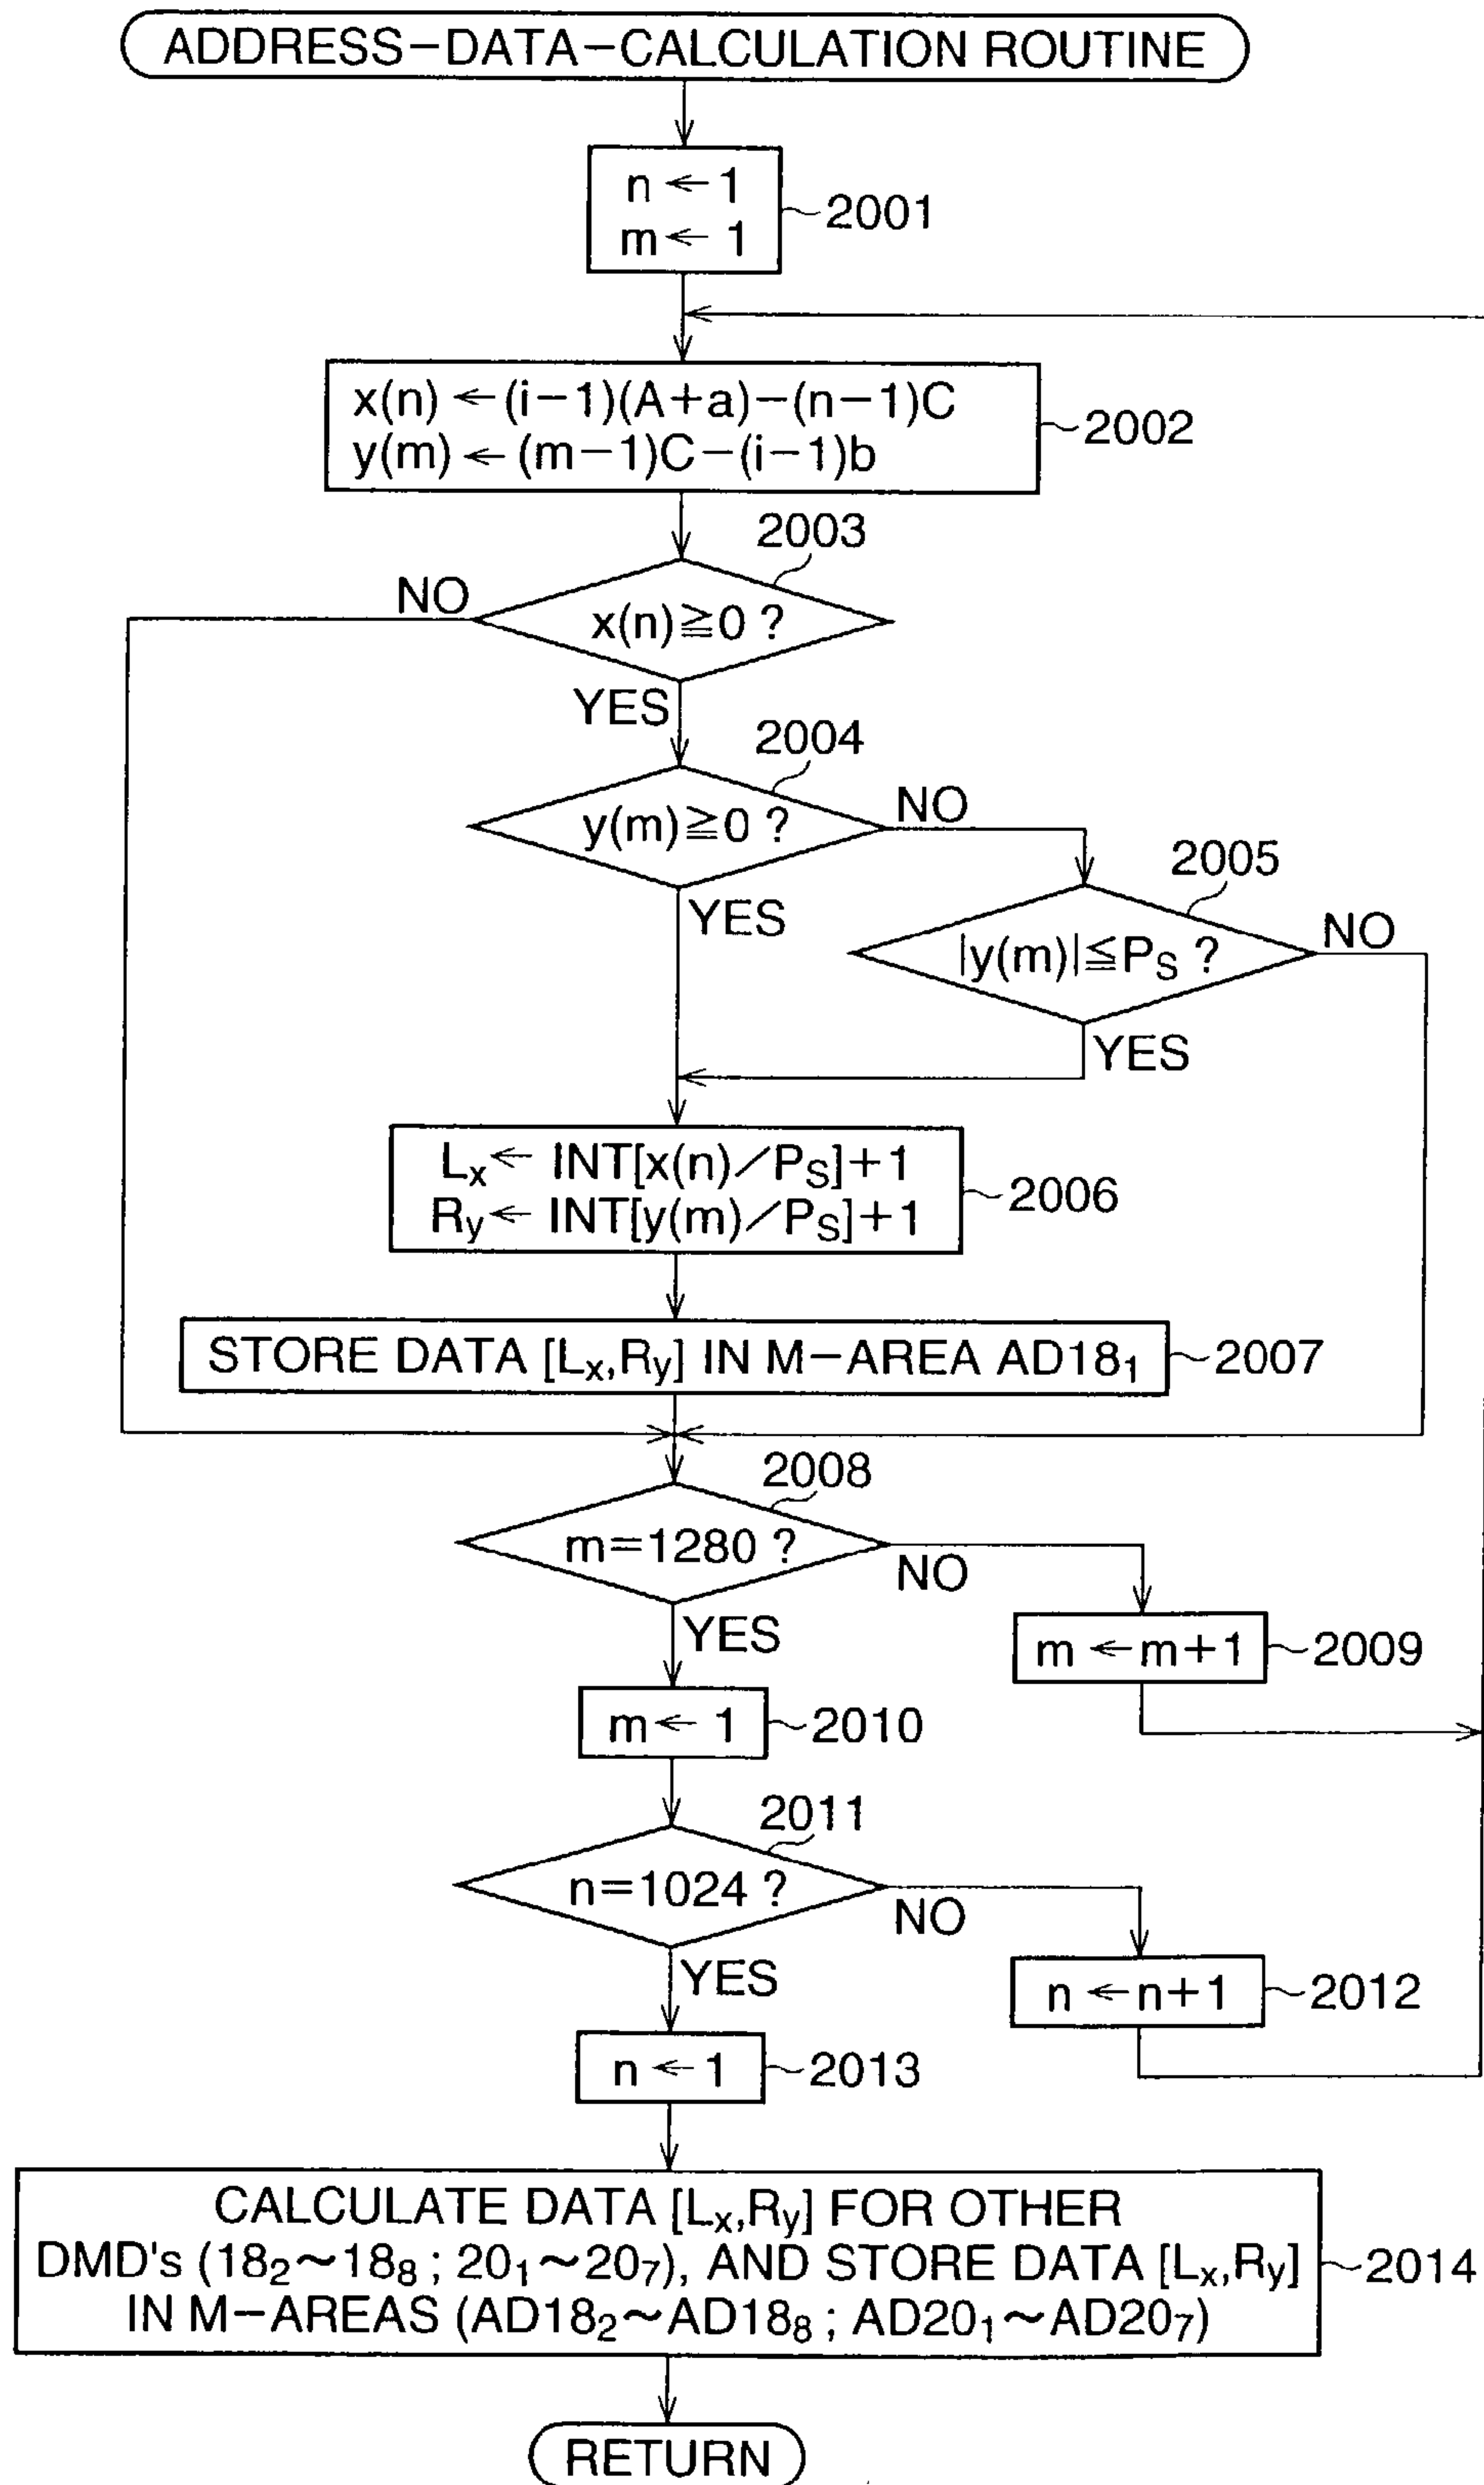 ADDRESS-DATA-CALCULATION ROUTINE
n ← 1
m ← 1
2001
x(n) ← (i-1)(A+a)-(n-1)C
y(m) ← (m-1)C-(i-1)b
2002
2003
NO
x(n)≧0 ?
YES
2004
y(m)≧0 ?
NO
2005
YES
|y(m)|≦PS ?
NO
YES
Lx ← INT[x(n)/PS]+1
Ry ← INT[y(m)/PS]+1
2006
STORE DATA [Lx,Ry] IN M-AREA AD18₁
2007
2008
m=1280 ?
NO
YES
m ← m+1
2009
m ← 1
2010
2011
n=1024 ?
NO
YES
n ← n+1
2012
n ← 1
2013
CALCULATE DATA [Lx,Ry] FOR OTHER
DMD's (18₂~18₈ ; 20₁~20₇), AND STORE DATA [Lx,Ry]
IN M-AREAS (AD18₂~AD18₈ ; AD20₁~AD20₇)
2014
RETURN